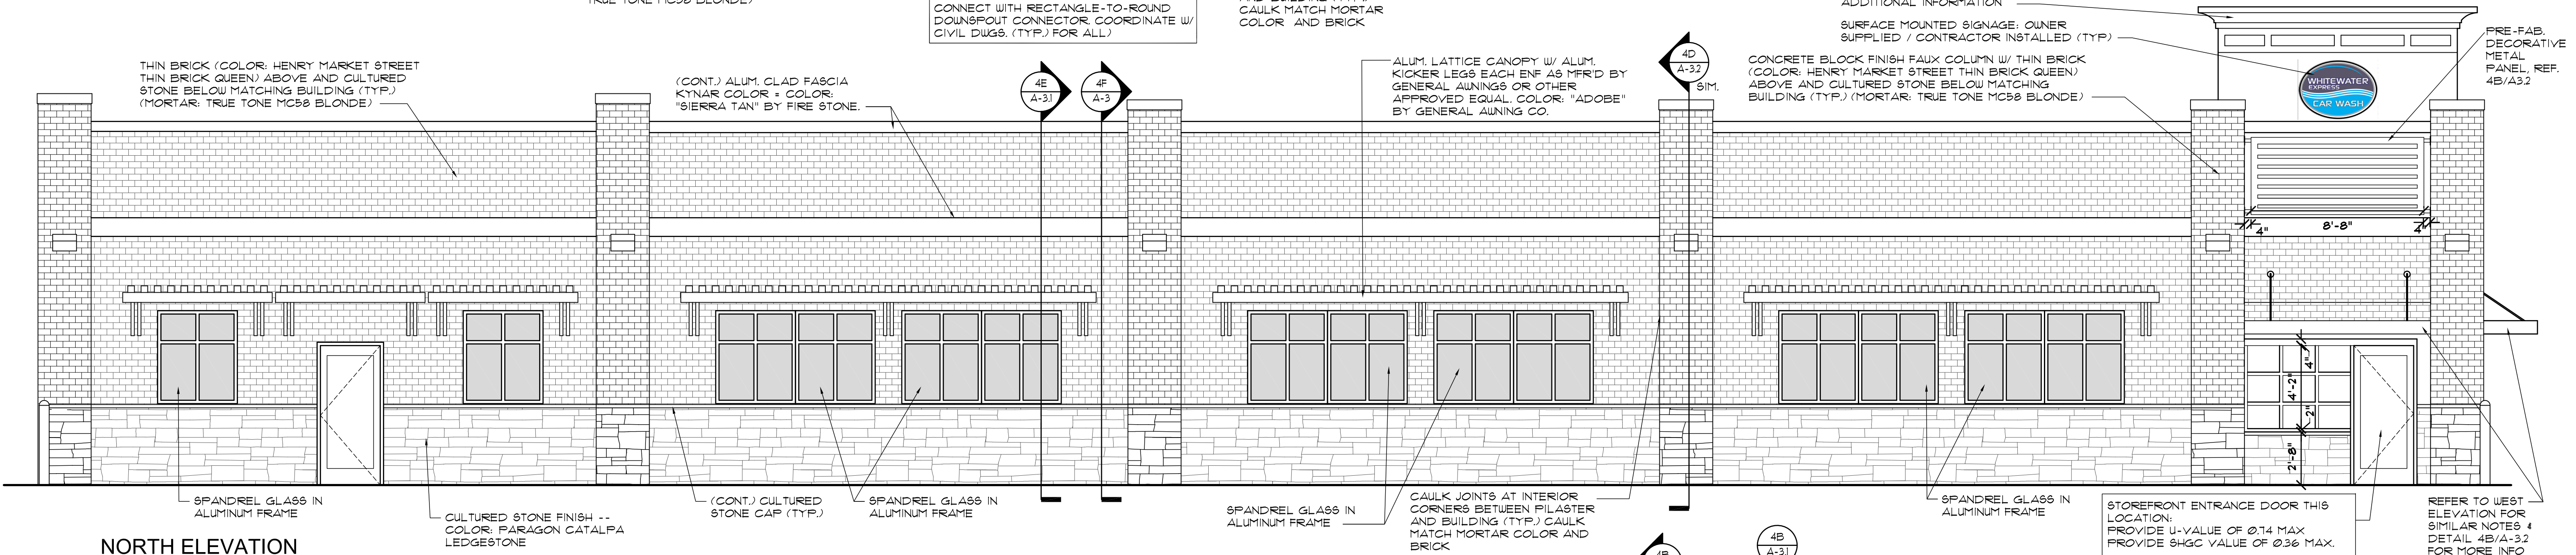 TRUE TONE MC58 BLONDE)
CONNECT WITH RECTANGLE-TO-ROUND
DOWNSPOUT CONNECTOR. COORDINATE W/
CIVIL DWGS. (TYP.) FOR ALL)
CAULK MATCH MORTAR
COLOR AND BRICK
ADDITIONAL INFORMATION
SURFACE MOUNTED SIGNAGE: OWNER
SUPPLIED / CONTRACTOR INSTALLED (TYP)
PRE-FAB.
DECORATIVE
METAL
PANEL, REF.
4B/A3.2
THIN BRICK (COLOR: HENRY MARKET STREET
THIN BRICK QUEEN) ABOVE AND CULTURED
STONE BELOW MATCHING BUILDING (TYP.)
(MORTAR: TRUE TONE MC58 BLONDE)
(CONT.) ALUM. CLAD FASCIA
KYNAR COLOR = COLOR:
"SIERRA TAN" BY FIRE STONE.
4E
A-3.1
4F
A-3
ALUM. LATTICE CANOPY W/ ALUM.
KICKER LEGS EACH ENF AS MFR'D BY
GENERAL AWNINGS OR OTHER
APPROVED EQUAL. COLOR: "ADOBE"
BY GENERAL AWNING CO.
4D
A-3.2
SIM.
CONCRETE BLOCK FINISH FAUX COLUMN W/ THIN BRICK
(COLOR: HENRY MARKET STREET THIN BRICK QUEEN)
ABOVE AND CULTURED STONE BELOW MATCHING
BUILDING (TYP.) (MORTAR: TRUE TONE MC58 BLONDE)
WHITEWATER
EXPRESS
CAR WASH
4"
8'-8"
4"
4"
4'-2"
2"
2'-8"
SPANDREL GLASS IN
ALUMINUM FRAME
CULTURED STONE FINISH --
COLOR: PARAGON CATALPA
LEDGESTONE
(CONT.) CULTURED
STONE CAP (TYP.)
SPANDREL GLASS IN
ALUMINUM FRAME
SPANDREL GLASS IN
ALUMINUM FRAME
CAULK JOINTS AT INTERIOR
CORNERS BETWEEN PILASTER
AND BUILDING (TYP.) CAULK
MATCH MORTAR COLOR AND
BRICK
SPANDREL GLASS IN
ALUMINUM FRAME
STOREFRONT ENTRANCE DOOR THIS
LOCATION:
PROVIDE U-VALUE OF 0.74 MAX
PROVIDE SHGC VALUE OF 0.36 MAX.
REFER TO WEST
ELEVATION FOR
SIMILAR NOTES &
DETAIL 4B/A-3.2
FOR MORE INFO
4B
A-3.1
NORTH ELEVATION